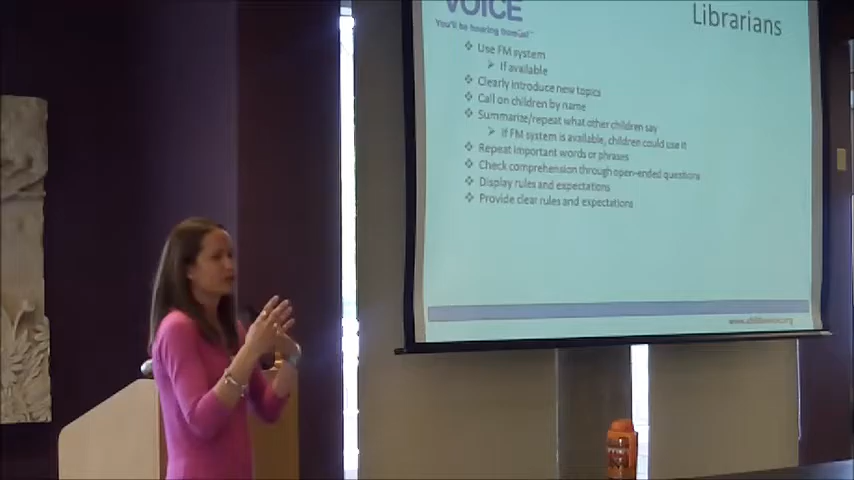 VOICE
You'll be hearing from us!
Librarians
Use FM system
If available
Clearly introduce new topics
Call on children by name
Summarize/repeat what other children say
If FM system is available, children could use it
Repeat important words or phrases
Check comprehension through open-ended questions
Display rules and expectations
Provide clear rules and expectations